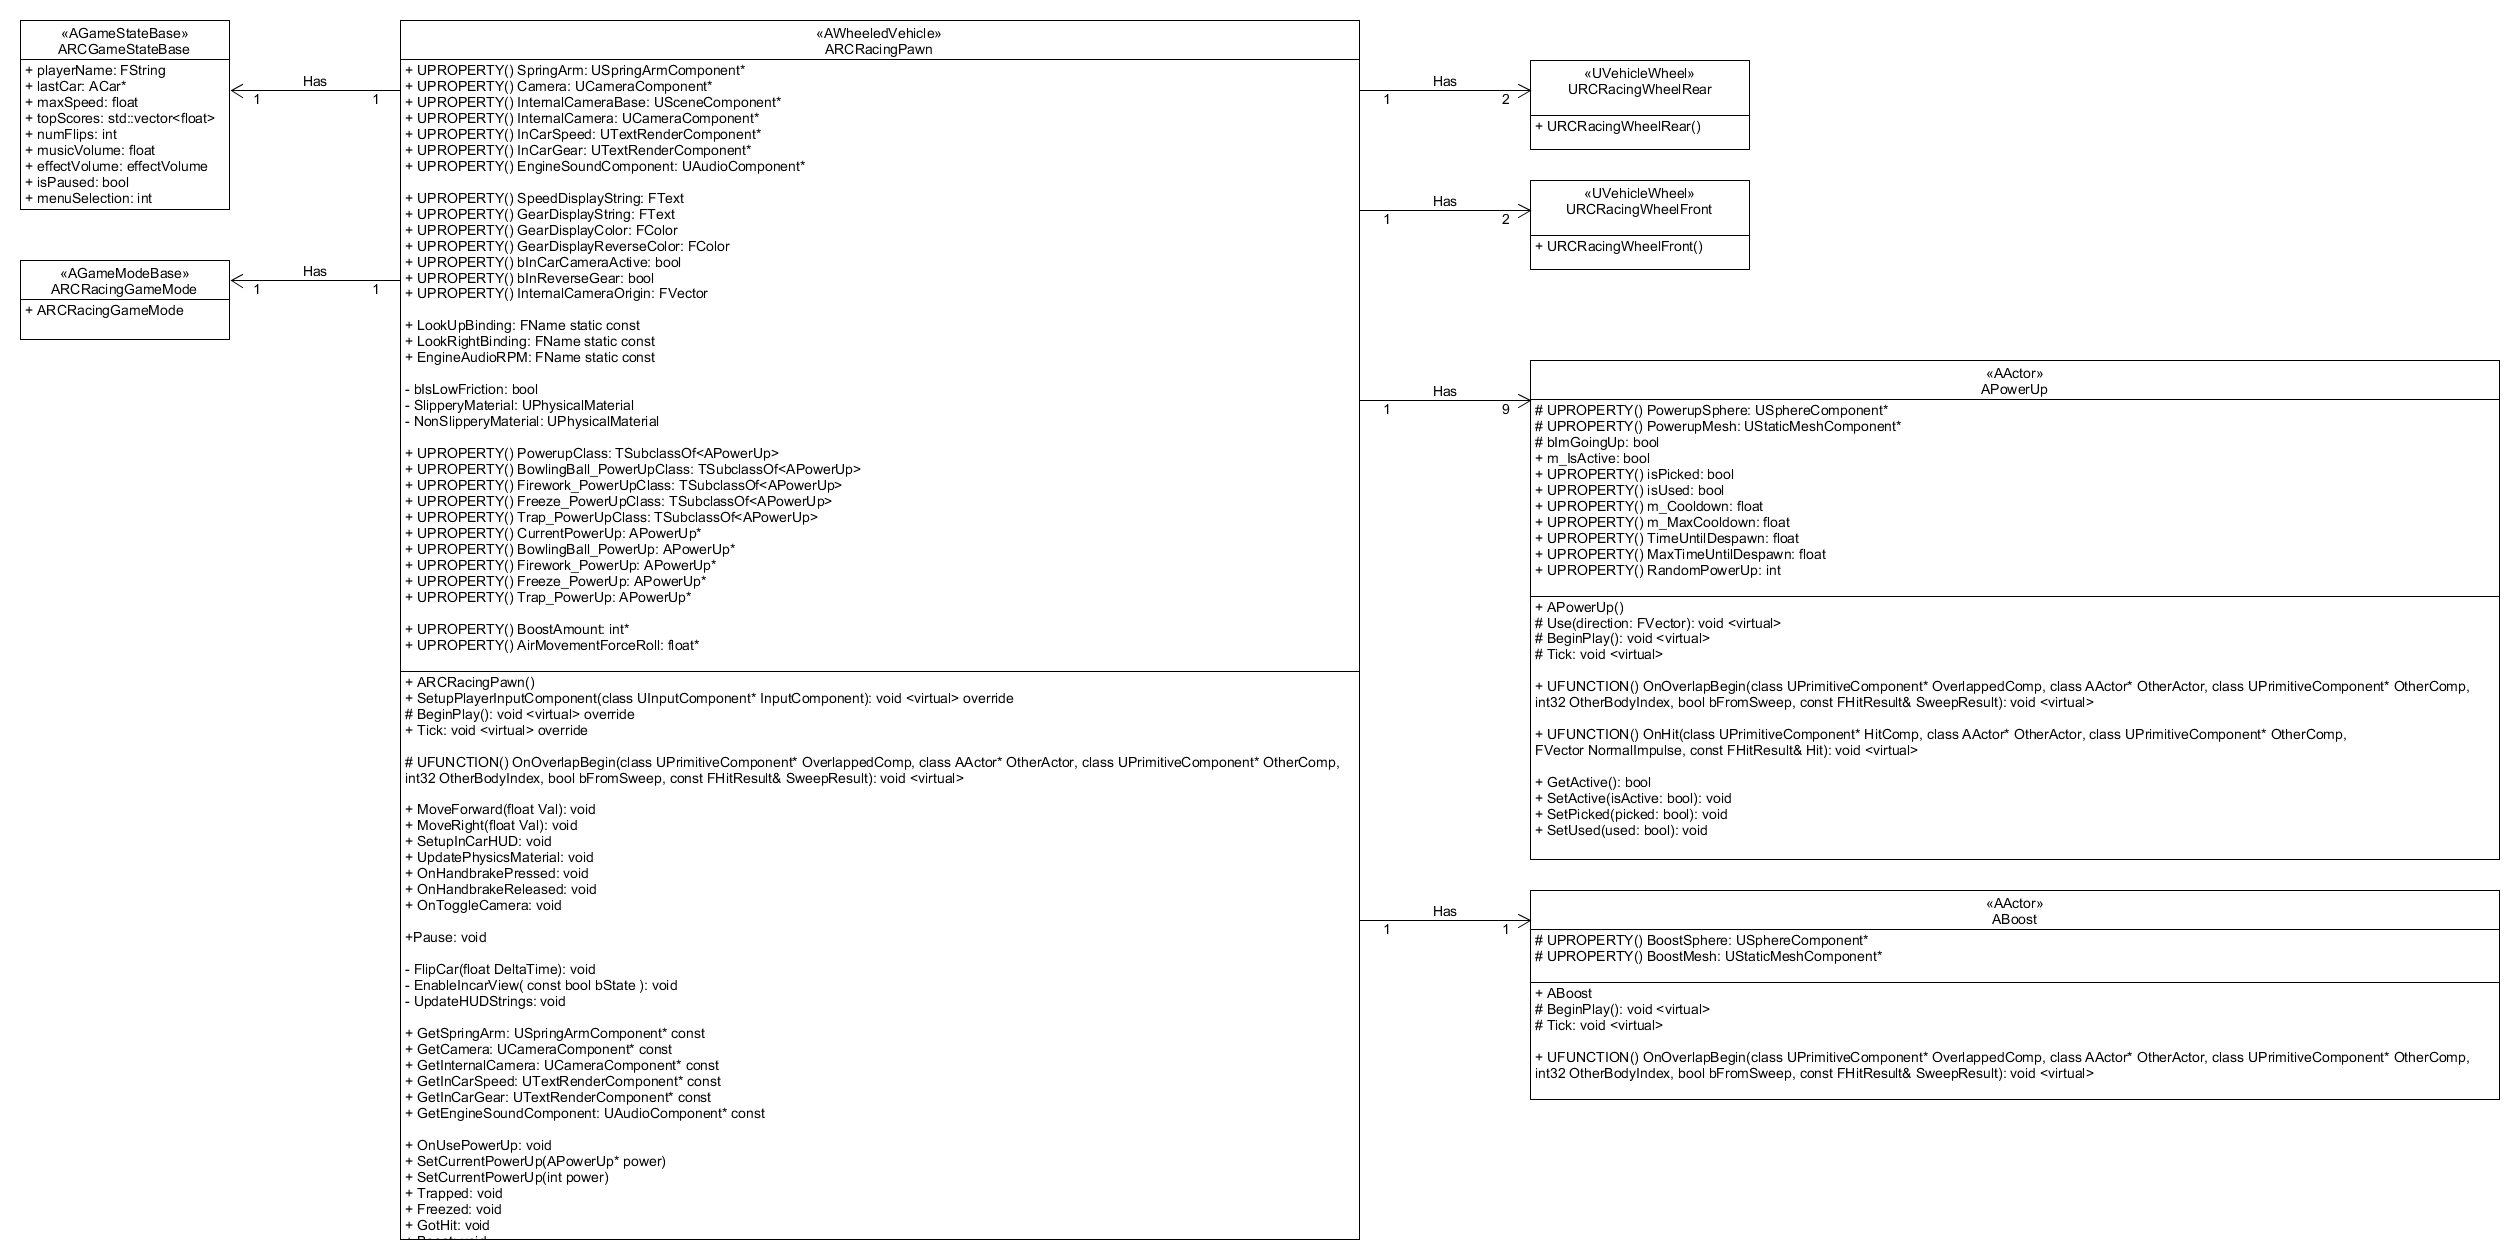 «AGameStateBase»
ARCGameStateBase
+ playerName: FString
+ lastCar: ACar*
+ maxSpeed: float
+ topScores: std::vector<float>
+ numFlips: int
+ musicVolume: float
+ effectVolume: effectVolume
+ isPaused: bool
+ menuSelection: int
Has
1
1
«AGameModeBase»
ARCRacingGameMode
+ ARCRacingGameMode
Has
1
1
«AWheeledVehicle»
ARCRacingPawn
+ UPROPERTY() SpringArm: USpringArmComponent*
+ UPROPERTY() Camera: UCameraComponent*
+ UPROPERTY() InternalCameraBase: USceneComponent*
+ UPROPERTY() InternalCamera: UCameraComponent*
+ UPROPERTY() InCarSpeed: UTextRenderComponent*
+ UPROPERTY() InCarGear: UTextRenderComponent*
+ UPROPERTY() EngineSoundComponent: UAudioComponent*
+ UPROPERTY() SpeedDisplayString: FText
+ UPROPERTY() GearDisplayString: FText
+ UPROPERTY() GearDisplayColor: FColor
+ UPROPERTY() GearDisplayReverseColor: FColor
+ UPROPERTY() bInCarCameraActive: bool
+ UPROPERTY() bInReverseGear: bool
+ UPROPERTY() InternalCameraOrigin: FVector
+ LookUpBinding: FName static const
+ LookRightBinding: FName static const
+ EngineAudioRPM: FName static const
- bIsLowFriction: bool
- SlipperyMaterial: UPhysicalMaterial
- NonSlipperyMaterial: UPhysicalMaterial
+ UPROPERTY() PowerupClass: TSubclassOf<APowerUp>
+ UPROPERTY() BowlingBall_PowerUpClass: TSubclassOf<APowerUp>
+ UPROPERTY() Firework_PowerUpClass: TSubclassOf<APowerUp>
+ UPROPERTY() Freeze_PowerUpClass: TSubclassOf<APowerUp>
+ UPROPERTY() Trap_PowerUpClass: TSubclassOf<APowerUp>
+ UPROPERTY() CurrentPowerUp: APowerUp*
+ UPROPERTY() BowlingBall_PowerUp: APowerUp*
+ UPROPERTY() Firework_PowerUp: APowerUp*
+ UPROPERTY() Freeze_PowerUp: APowerUp*
+ UPROPERTY() Trap_PowerUp: APowerUp*
+ UPROPERTY() BoostAmount: int*
+ UPROPERTY() AirMovementForceRoll: float*
+ ARCRacingPawn()
+ SetupPlayerInputComponent(class UInputComponent* InputComponent): void <virtual> override
# BeginPlay(): void <virtual> override
+ Tick: void <virtual> override
# UFUNCTION() OnOverlapBegin(class UPrimitiveComponent* OverlappedComp, class AActor* OtherActor, class UPrimitiveComponent* OtherComp,
int32 OtherBodyIndex, bool bFromSweep, const FHitResult& SweepResult): void <virtual>
+ MoveForward(float Val): void
+ MoveRight(float Val): void
+ SetupInCarHUD: void
+ UpdatePhysicsMaterial: void
+ OnHandbrakePressed: void
+ OnHandbrakeReleased: void
+ OnToggleCamera: void
+Pause: void
- FlipCar(float DeltaTime): void
- EnableIncarView( const bool bState ): void
- UpdateHUDStrings: void
+ GetSpringArm: USpringArmComponent* const
+ GetCamera: UCameraComponent* const
+ GetInternalCamera: UCameraComponent* const
+ GetInCarSpeed: UTextRenderComponent* const
+ GetInCarGear: UTextRenderComponent* const
+ GetEngineSoundComponent: UAudioComponent* const
+ OnUsePowerUp: void
+ SetCurrentPowerUp(APowerUp* power)
+ SetCurrentPowerUp(int power)
+ Trapped: void
+ Freezed: void
+ GotHit: void
Has
1
2
«UVehicleWheel»
URCRacingWheelRear
+ URCRacingWheelRear()
Has
1
2
«UVehicleWheel»
URCRacingWheelFront
+ URCRacingWheelFront()
Has
1
9
«AActor»
APowerUp
# UPROPERTY() PowerupSphere: USphereComponent*
# UPROPERTY() PowerupMesh: UStaticMeshComponent*
# bImGoingUp: bool
+ m_IsActive: bool
+ UPROPERTY() isPicked: bool
+ UPROPERTY() isUsed: bool
+ UPROPERTY() m_Cooldown: float
+ UPROPERTY() m_MaxCooldown: float
+ UPROPERTY() TimeUntilDespawn: float
+ UPROPERTY() MaxTimeUntilDespawn: float
+ UPROPERTY() RandomPowerUp: int
+ APowerUp()
# Use(direction: FVector): void <virtual>
# BeginPlay(): void <virtual>
# Tick: void <virtual>
+ UFUNCTION() OnOverlapBegin(class UPrimitiveComponent* OverlappedComp, class AActor* OtherActor, class UPrimitiveComponent* OtherComp,
int32 OtherBodyIndex, bool bFromSweep, const FHitResult& SweepResult): void <virtual>
+ UFUNCTION() OnHit(class UPrimitiveComponent* HitComp, class AActor* OtherActor, class UPrimitiveComponent* OtherComp,
FVector NormalImpulse, const FHitResult& Hit): void <virtual>
+ GetActive(): bool
+ SetActive(isActive: bool): void
+ SetPicked(picked: bool): void
+ SetUsed(used: bool): void
Has
1
1
«AActor»
ABoost
# UPROPERTY() BoostSphere: USphereComponent*
# UPROPERTY() BoostMesh: UStaticMeshComponent*
+ ABoost
# BeginPlay(): void <virtual>
# Tick: void <virtual>
+ UFUNCTION() OnOverlapBegin(class UPrimitiveComponent* OverlappedComp, class AActor* OtherActor, class UPrimitiveComponent* OtherComp,
int32 OtherBodyIndex, bool bFromSweep, const FHitResult& SweepResult): void <virtual>